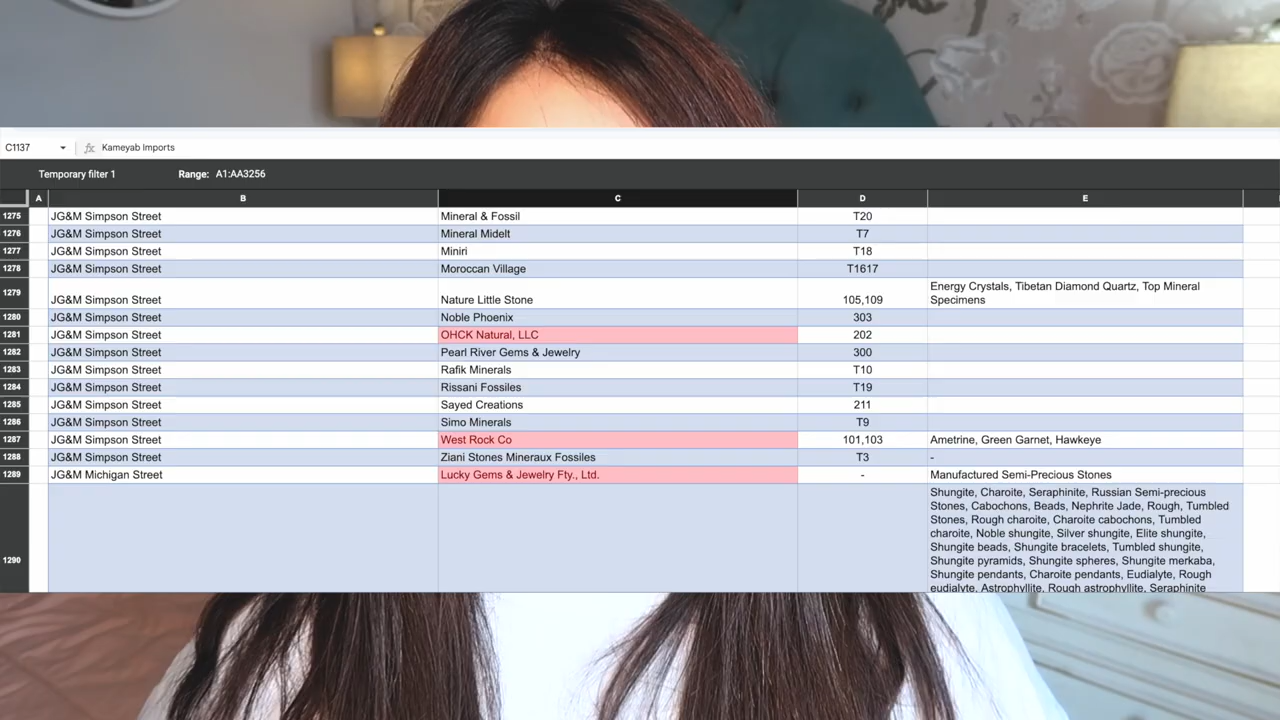 C1137 fx Kameyab Imports
Temporary filter 1 Range: A1:AA3256
A B C D E
1275 JG&M Simpson Street Mineral & Fossil T20
1276 JG&M Simpson Street Mineral Midelt T7
1277 JG&M Simpson Street Miniri T18
1278 JG&M Simpson Street Moroccan Village T1617
1279 JG&M Simpson Street Nature Little Stone 105,109 Energy Crystals, Tibetan Diamond Quartz, Top Mineral
Specimens
1280 JG&M Simpson Street Noble Phoenix 303
1281 JG&M Simpson Street OHCK Natural, LLC 202
1282 JG&M Simpson Street Pearl River Gems & Jewelry 300
1283 JG&M Simpson Street Rafik Minerals T10
1284 JG&M Simpson Street Rissani Fossiles T19
1285 JG&M Simpson Street Sayed Creations 211
1286 JG&M Simpson Street Simo Minerals T9
1287 JG&M Simpson Street West Rock Co 101,103 Ametrine, Green Garnet, Hawkeye
1288 JG&M Simpson Street Ziani Stones Mineraux Fossiles T3 -
1289 JG&M Michigan Street Lucky Gems & Jewelry Fty., Ltd. - Manufactured Semi-Precious Stones
1290 Shungite, Charoite, Seraphinite, Russian Semi-precious
Stones, Cabochons, Beads, Nephrite Jade, Rough, Tumbled
Stones, Rough charoite, Charoite cabochons, Tumbled
charoite, Noble shungite, Silver shungite, Elite shungite,
Shungite beads, Shungite bracelets, Tumbled shungite,
Shungite pyramids, Shungite spheres, Shungite merkaba,
Shungite pendants, Charoite pendants, Eudialyte, Rough
eudialyte, Astrophyllite, Rough astrophyllite, Seraphinite